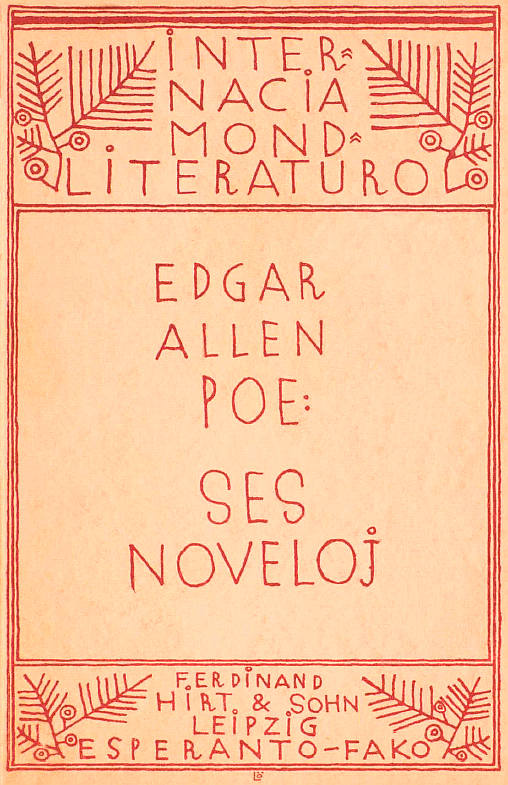 INTER=
NACIA
MOND=
LITERATURO
EDGAR
ALLEN
POE:
SES
NOVELOJ
FERDINAND
HIRT & SOHN
LEIPZIG
ESPERANTO-FAKO